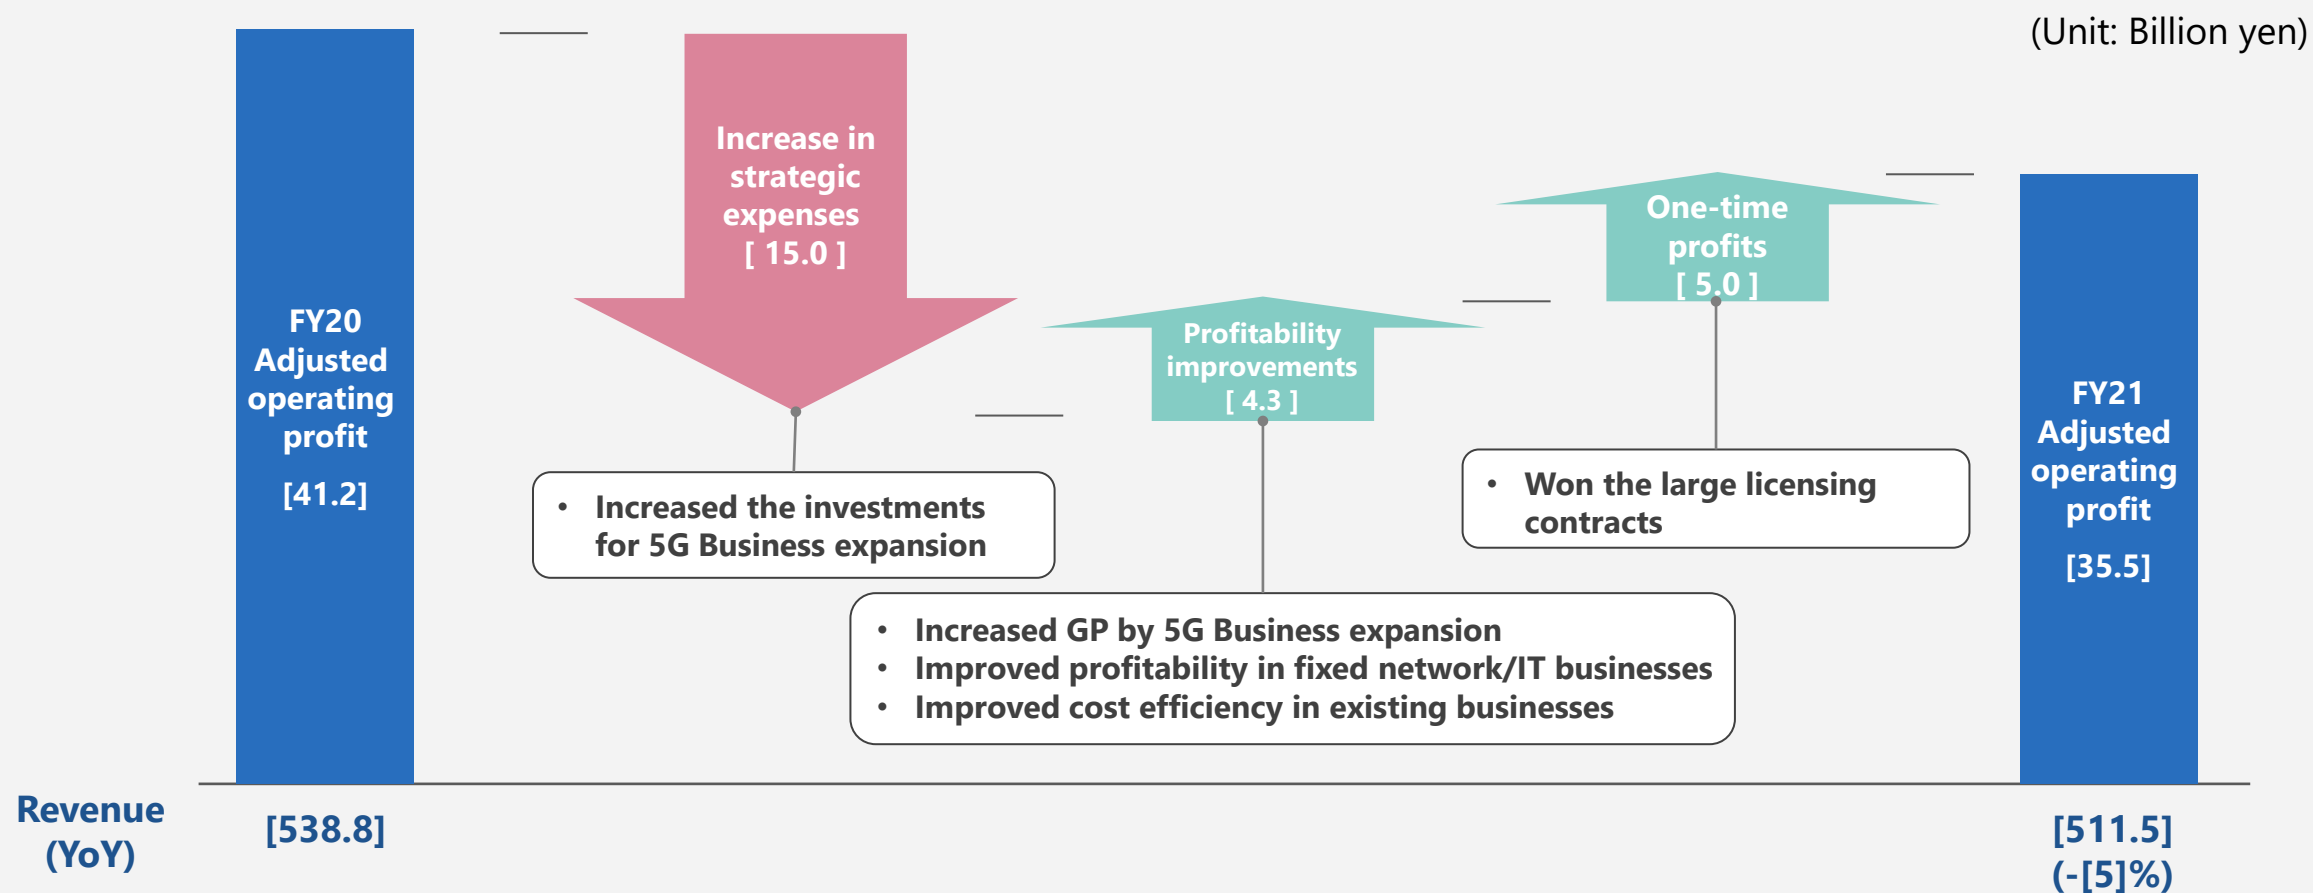 (Unit: Billion yen)
FY20
Adjusted
operating
profit
[41.2]
Increase in
strategic
expenses
[ 15.0 ]
• Increased the investments
for 5G Business expansion
Profitability
improvements
[ 4.3 ]
• Increased GP by 5G Business expansion
• Improved profitability in fixed network/IT businesses
• Improved cost efficiency in existing businesses
One-time
profits
[ 5.0 ]
• Won the large licensing
contracts
FY21
Adjusted
operating
profit
[35.5]
Revenue
(YoY)
[538.8]
[511.5]
(-[5]%)